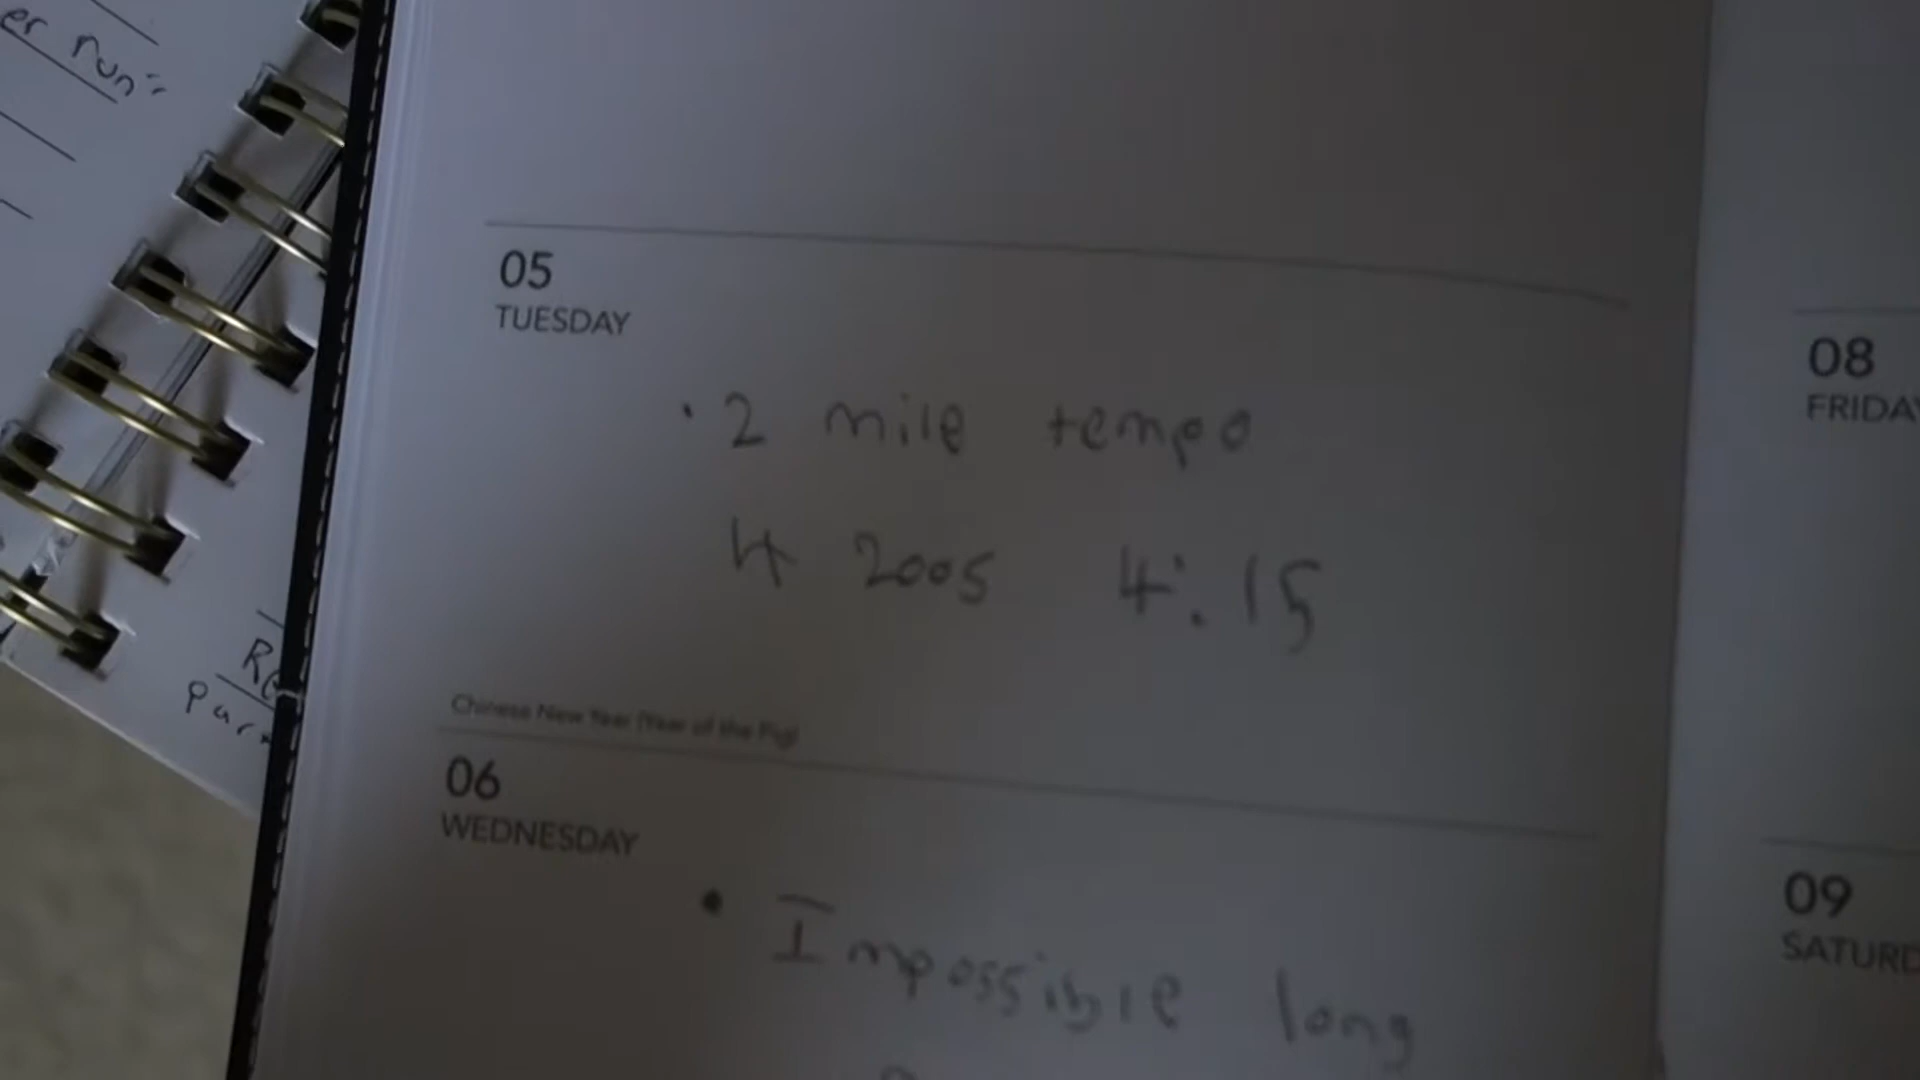 er run
05
TUESDAY
· 2 mile tempo
4 200s 4:15
Chinese New Year (Year of the Pig)
06
WEDNESDAY
• Impossible long
08
FRIDAY
09
SATURD